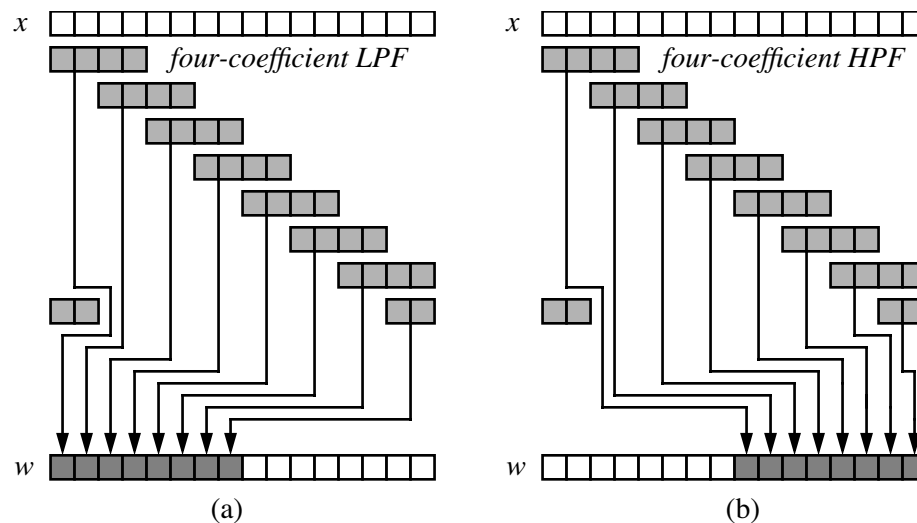 x
four-coefficient LPF
w
(a)
x
four-coefficient HPF
w
(b)